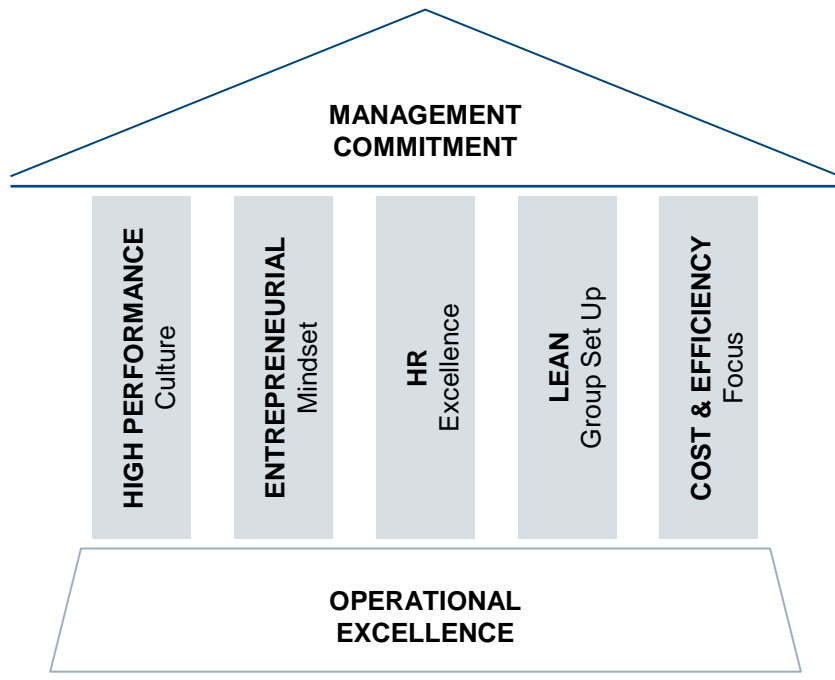 MANAGEMENT
COMMITMENT
HIGH PERFORMANCE
Culture
ENTREPRENEURIAL
Mindset
HR
Excellence
LEAN
Group Set Up
COST & EFFICIENCY
Focus
OPERATIONAL
EXCELLENCE